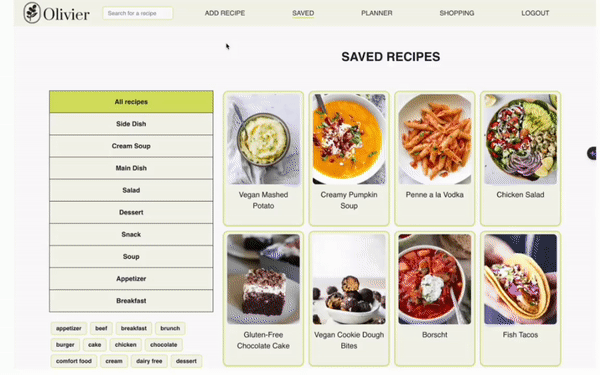 Olivier
Search for a recipe
ADD RECIPE
SAVED
PLANNER
SHOPPING
LOGOUT
SAVED RECIPES
All recipes
Side Dish
Cream Soup
Main Dish
Salad
Dessert
Snack
Soup
Appetizer
Breakfast
appetizer beef breakfast brunch
burger cake chicken chocolate
comfort food cream dairy free dessert
Vegan Mashed
Potato
Creamy Pumpkin
Soup
Penne a la Vodka
Chicken Salad
Gluten-Free
Chocolate Cake
Vegan Cookie Dough
Bites
Borscht
Fish Tacos